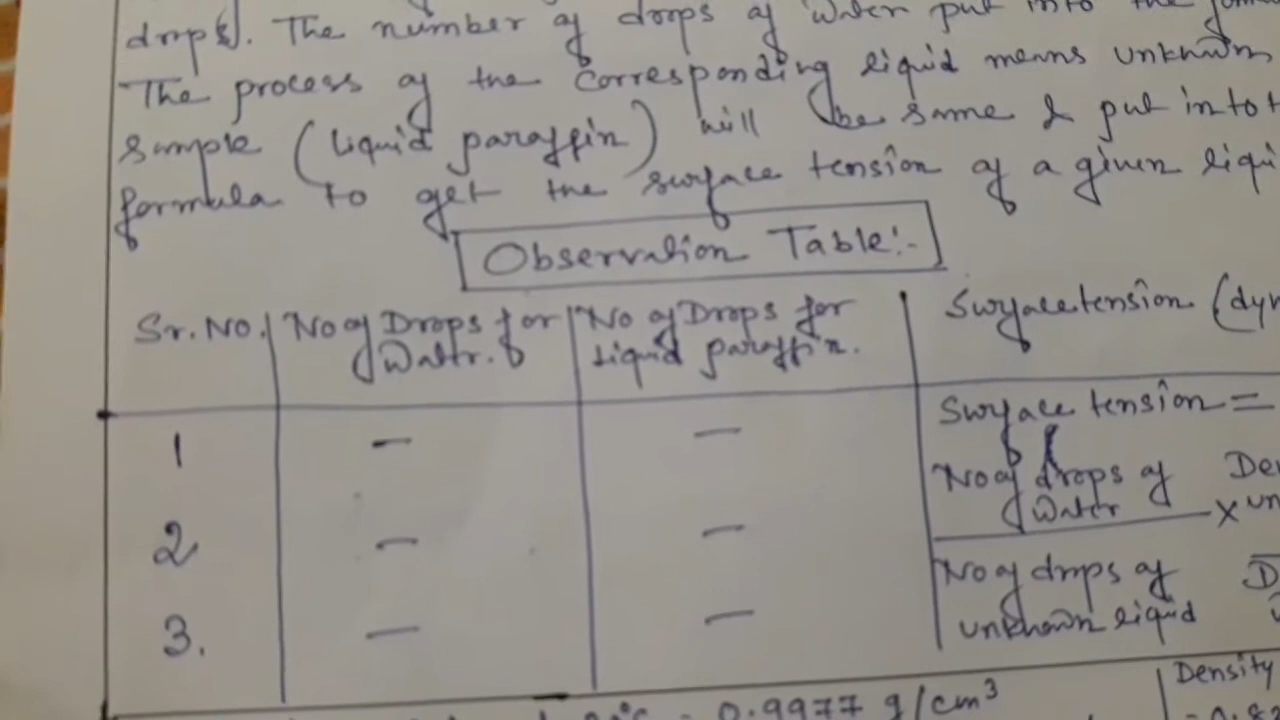 drops). The number of drops of water put into the
The process of the corresponding liquid means unknown
sample (liquid paraffin) will be same & put into
formula to get the surface tension of a given
Observation Table:-
Sr. No. No of Drops for Water. No of Drops for Liquid paraffin. Surface tension
1 - - Surface tension =
No of drops of Water ×
2 - -
No of drops of unknown liquid
3. - -
0.9977 g/cm³
Density